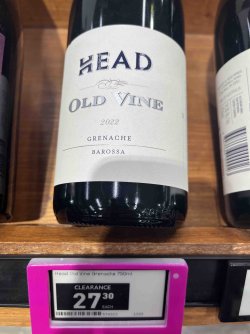 HEAD
OLD VINE
2022
GRENACHE
BAROSSA
Head Old Vine Grenache 750ml
CLEARANCE
27.30
EACH